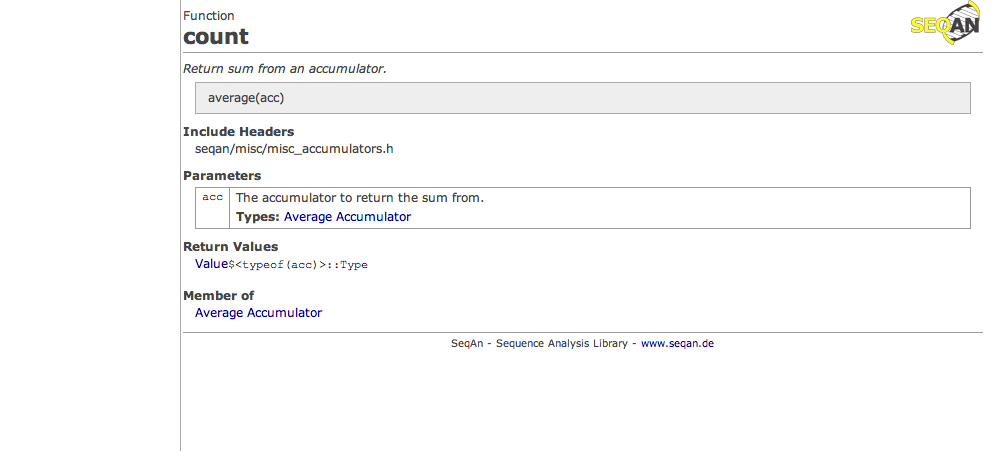 Function
SEQAN
count
Return sum from an accumulator.
average(acc)
Include Headers
seqan/misc/misc_accumulators.h
Parameters
acc The accumulator to return the sum from.
Types: Average Accumulator
Return Values
Value$<typeof(acc)>::Type
Member of
Average Accumulator
SeqAn - Sequence Analysis Library - www.seqan.de